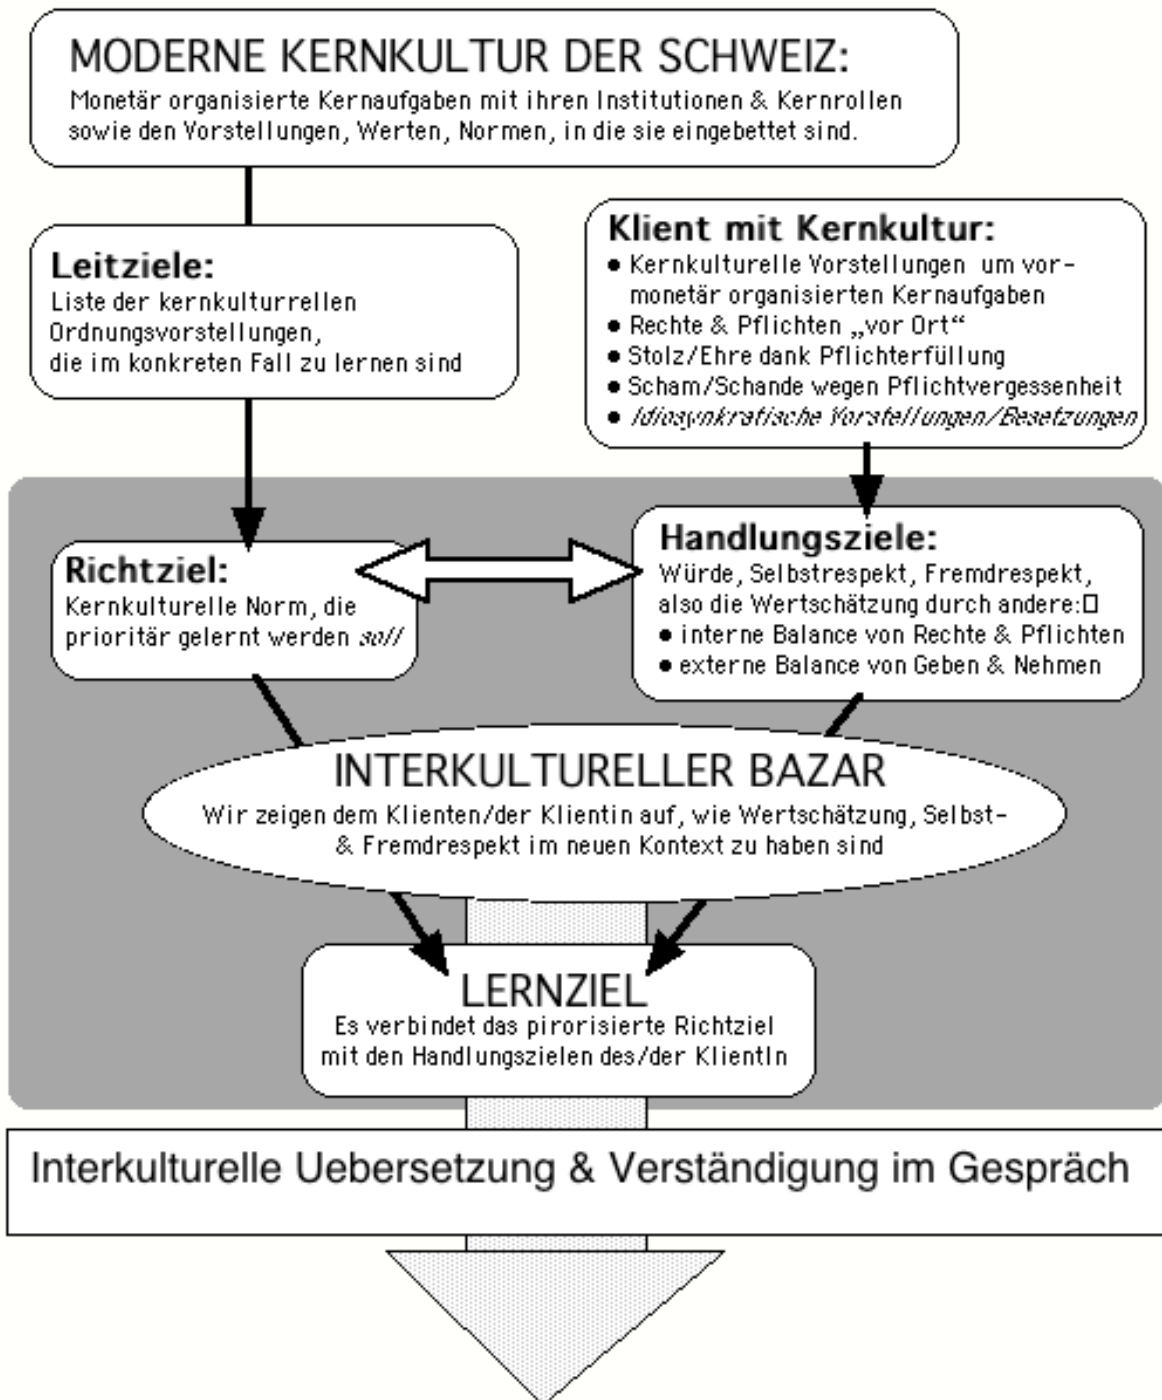 MODERNE KERNKULTUR DER SCHWEIZ:
Monetär organisierte Kernaufgaben mit ihren Institutionen & Kernrollen
sowie den Vorstellungen, Werten, Normen, in die sie eingebettet sind.
Leitziele:
Liste der kernkulturrellen
Ordnungsvorstellungen,
die im konkreten Fall zu lernen sind
Klient mit Kernkultur:
● Kernkulturelle Vorstellungen um vor-
monetär organisierten Kernaufgaben
● Rechte & Pflichten „vor Ort“
● Stolz/Ehre dank Pflichterfüllung
● Scham/Schande wegen Pflichtvergessenheit
● Idiosynkratische Vorstellungen/Besetzungen
Richtziel:
Kernkulturelle Norm, die
prioritär gelernt werden soll
Handlungsziele:
Würde, Selbstrespekt, Fremdrespekt,
also die Wertschätzung durch andere:□
● interne Balance von Rechte & Pflichten
● externe Balance von Geben & Nehmen
INTERKULTURELLER BAZAR
Wir zeigen dem Klienten/der Klientin auf, wie Wertschätzung, Selbst-
& Fremdrespekt im neuen Kontext zu haben sind
LERNZIEL
Es verbindet das pirorisierte Richtziel
mit den Handlungszielen des/der KlientIn
Interkulturelle Uebersetzung & Verständigung im Gespräch